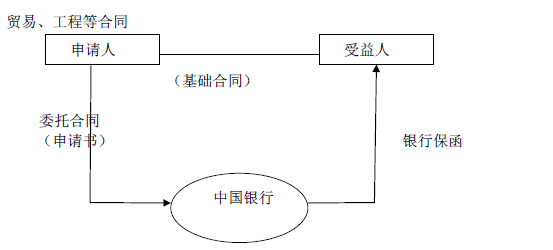 贸易、工程等合同
申请人
受益人
（基础合同）
委托合同
（申请书）
银行保函
中国银行